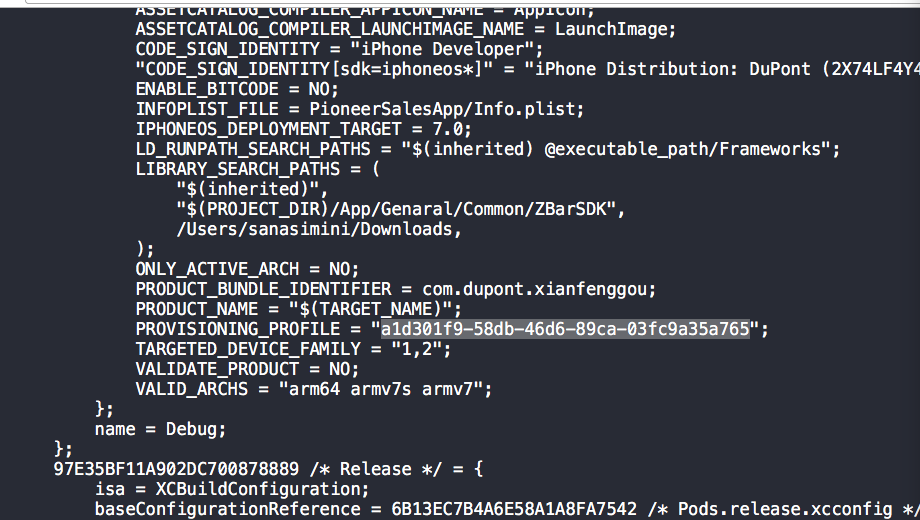 ASSETCATALOG_COMPILER_APPICON_NAME = AppIcon;
ASSETCATALOG_COMPILER_LAUNCHIMAGE_NAME = LaunchImage;
CODE_SIGN_IDENTITY = "iPhone Developer";
"CODE_SIGN_IDENTITY[sdk=iphoneos*]" = "iPhone Distribution: DuPont (2X74LF4Y4
ENABLE_BITCODE = NO;
INFOPLIST_FILE = PioneerSalesApp/Info.plist;
IPHONEOS_DEPLOYMENT_TARGET = 7.0;
LD_RUNPATH_SEARCH_PATHS = "$(inherited) @executable_path/Frameworks";
LIBRARY_SEARCH_PATHS = (
"$(inherited)",
"$(PROJECT_DIR)/App/Genaral/Common/ZBarSDK",
/Users/sanasimini/Downloads,
);
ONLY_ACTIVE_ARCH = NO;
PRODUCT_BUNDLE_IDENTIFIER = com.dupont.xianfenggou;
PRODUCT_NAME = "$(TARGET_NAME)";
PROVISIONING_PROFILE = "a1d301f9-58db-46d6-89ca-03fc9a35a765";
TARGETED_DEVICE_FAMILY = "1,2";
VALIDATE_PRODUCT = NO;
VALID_ARCHS = "arm64 armv7s armv7";
};
name = Debug;
};
97E35BF11A902DC700878889 /* Release */ = {
isa = XCBuildConfiguration;
baseConfigurationReference = 6B13EC7B4A6E58A1A8FA7542 /* Pods.release.xcconfig */